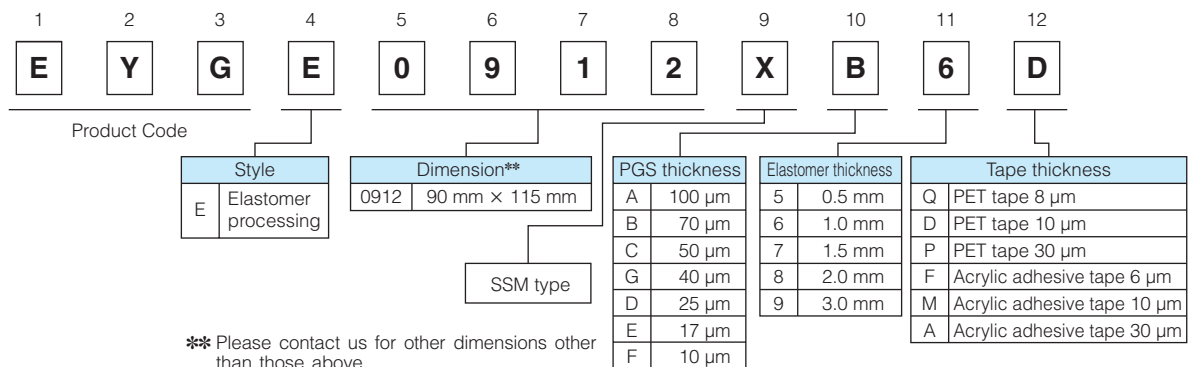 1 2 3 4 5 6 7 8 9 10 11 12
E Y G E 0 9 1 2 X B 6 D
Product Code
Style
E Elastomer
processing
Dimension**
0912 90 mm × 115 mm
SSM type
PGS thickness
A 100 µm
B 70 µm
C 50 µm
G 40 µm
D 25 µm
E 17 µm
F 10 µm
Elastomer thickness
5 0.5 mm
6 1.0 mm
7 1.5 mm
8 2.0 mm
9 3.0 mm
Tape thickness
Q PET tape 8 µm
D PET tape 10 µm
P PET tape 30 µm
F Acrylic adhesive tape 6 µm
M Acrylic adhesive tape 10 µm
A Acrylic adhesive tape 30 µm
** Please contact us for other dimensions other
than those above